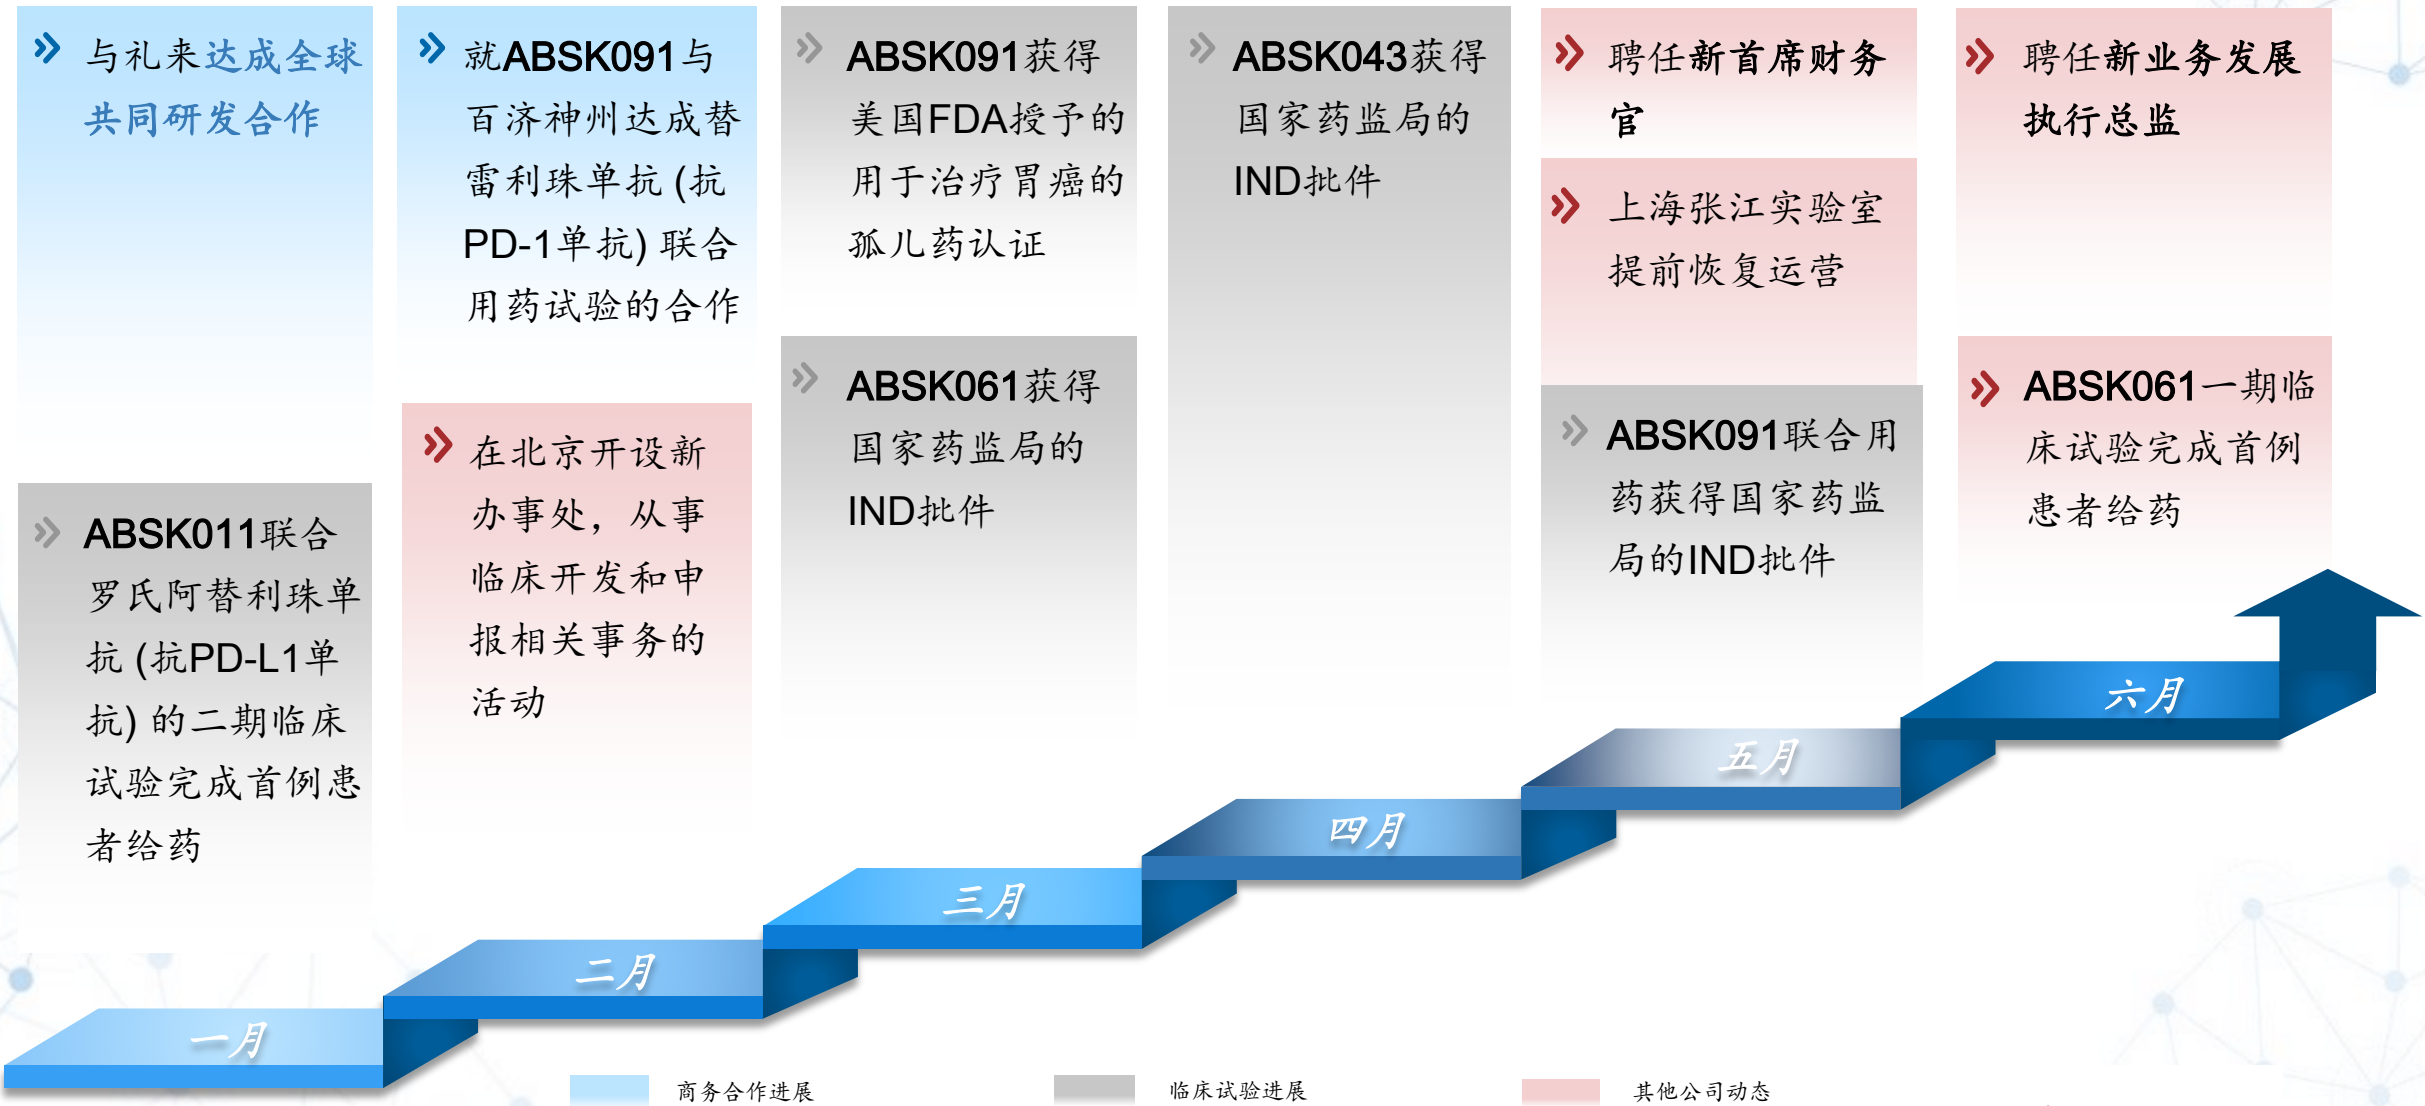 与礼来达成全球
共同研发合作
ABSK011联合
罗氏阿替利珠单
抗 (抗PD-L1单
抗) 的二期临床
试验完成首例患
者给药
就ABSK091与
百济神州达成替
雷利珠单抗 (抗
PD-1单抗) 联合
用药试验的合作
在北京开设新
办事处，从事
临床开发和申
报相关事务的
活动
ABSK091获得
美国FDA授予的
用于治疗胃癌的
孤儿药认证
ABSK061获得
国家药监局的
IND批件
ABSK043获得
国家药监局的
IND批件
聘任新首席财务
官
上海张江实验室
提前恢复运营
ABSK091联合用
药获得国家药监
局的IND批件
聘任新业务发展
执行总监
ABSK061一期临
床试验完成首例
患者给药
一月
二月
三月
四月
五月
六月
商务合作进展
临床试验进展
其他公司动态